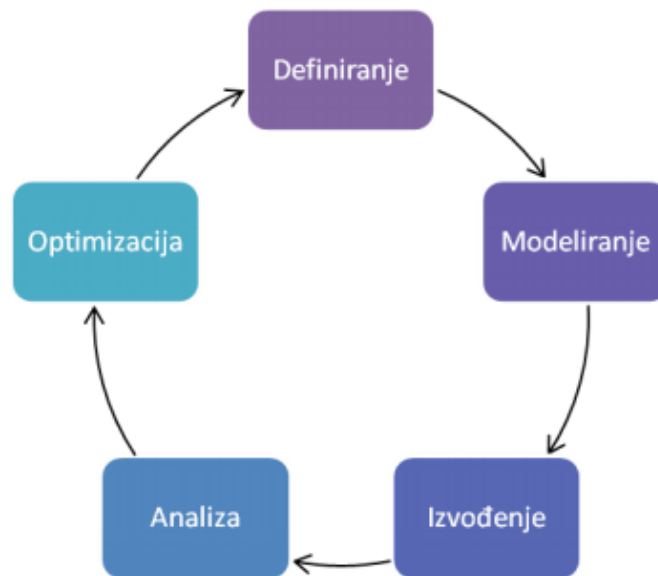 Definiranje
Modeliranje
Izvođenje
Analiza
Optimizacija